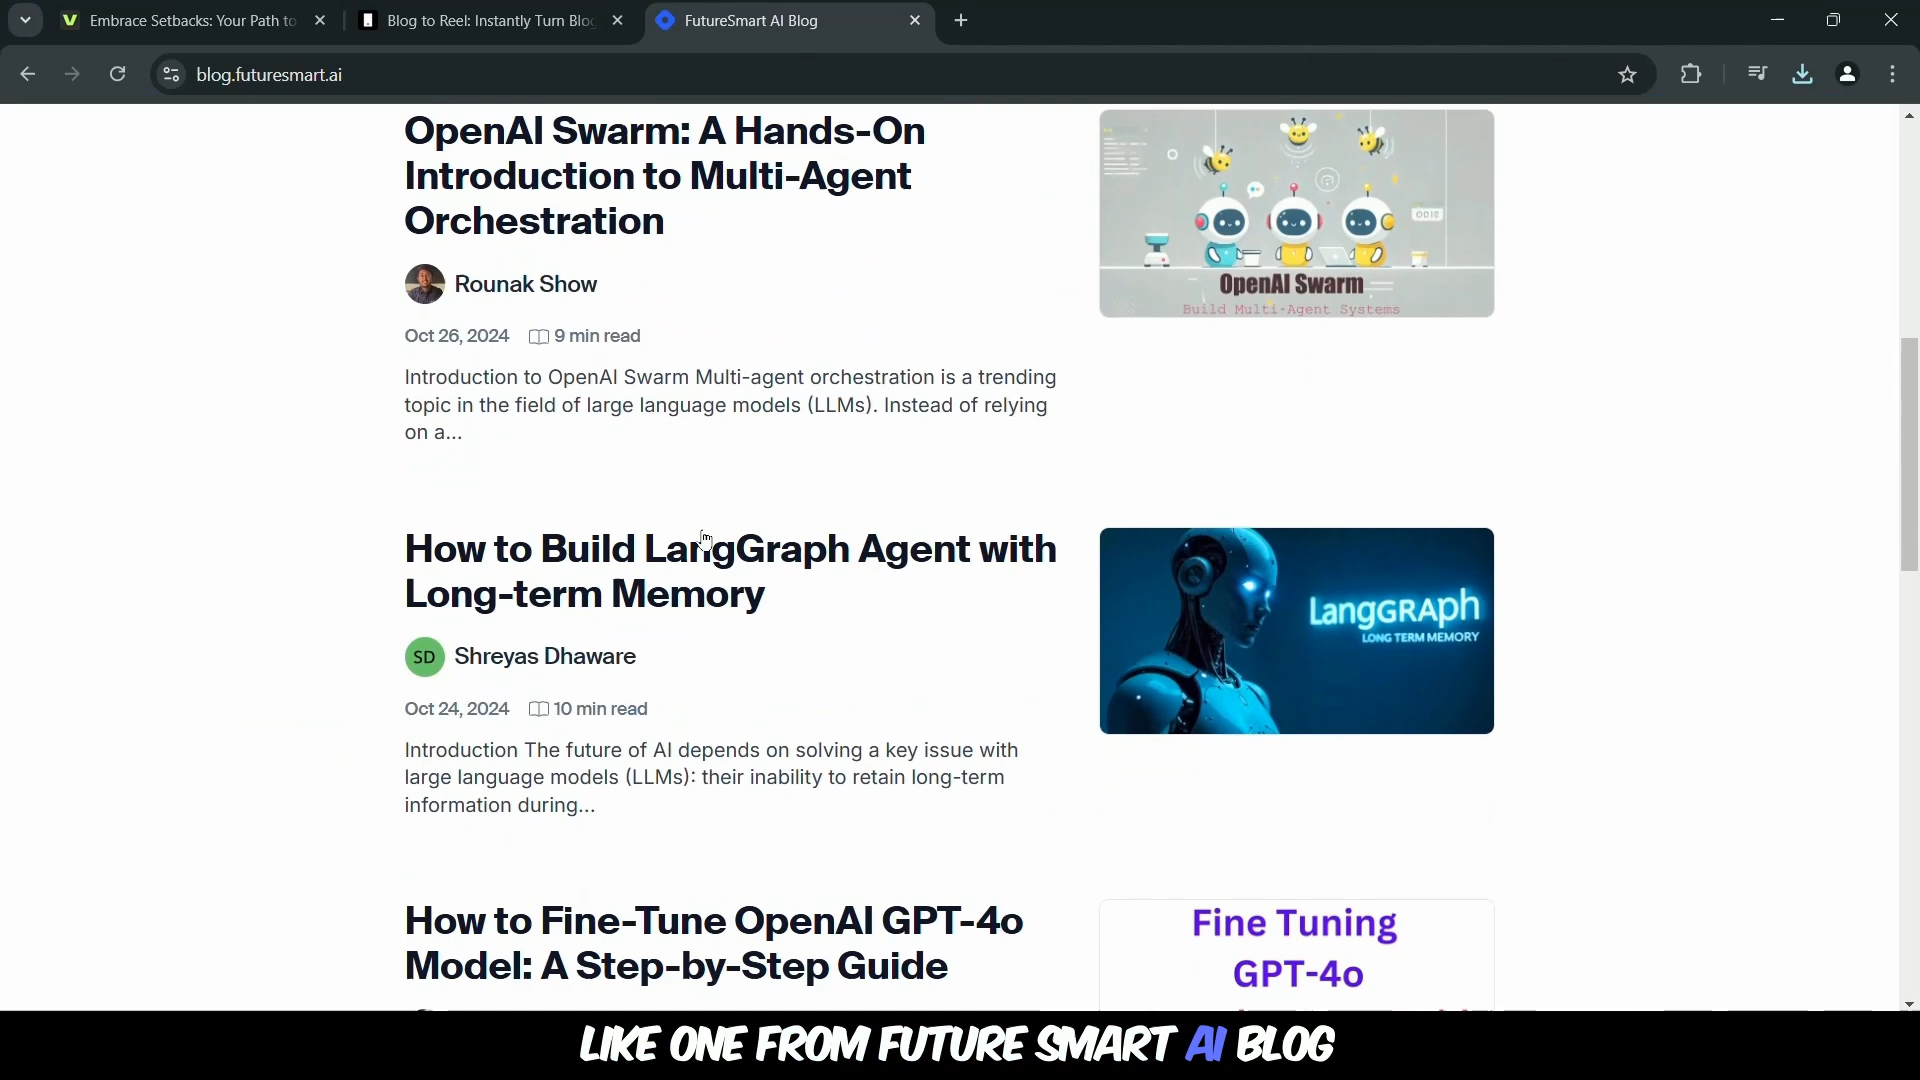 Embrace Setbacks: Your Path to
Blog to Reel: Instantly Turn Blog
FutureSmart AI Blog
blog.futuresmart.ai
OpenAI Swarm: A Hands-On
Introduction to Multi-Agent
Orchestration
OpenAI Swarm
Build Multi-Agent Systems
Rounak Show
Oct 26, 2024 9 min read
Introduction to OpenAI Swarm Multi-agent orchestration is a trending
topic in the field of large language models (LLMs). Instead of relying
on a...
How to Build LangGraph Agent with
Long-term Memory
LangGRAph
LONG TERM MEMORY
SD Shreyas Dhaware
Oct 24, 2024 10 min read
Introduction The future of AI depends on solving a key issue with
large language models (LLMs): their inability to retain long-term
information during...
How to Fine-Tune OpenAI GPT-4o
Model: A Step-by-Step Guide
Fine Tuning
GPT-4o
LIKE ONE FROM FUTURE SMART AI BLOG